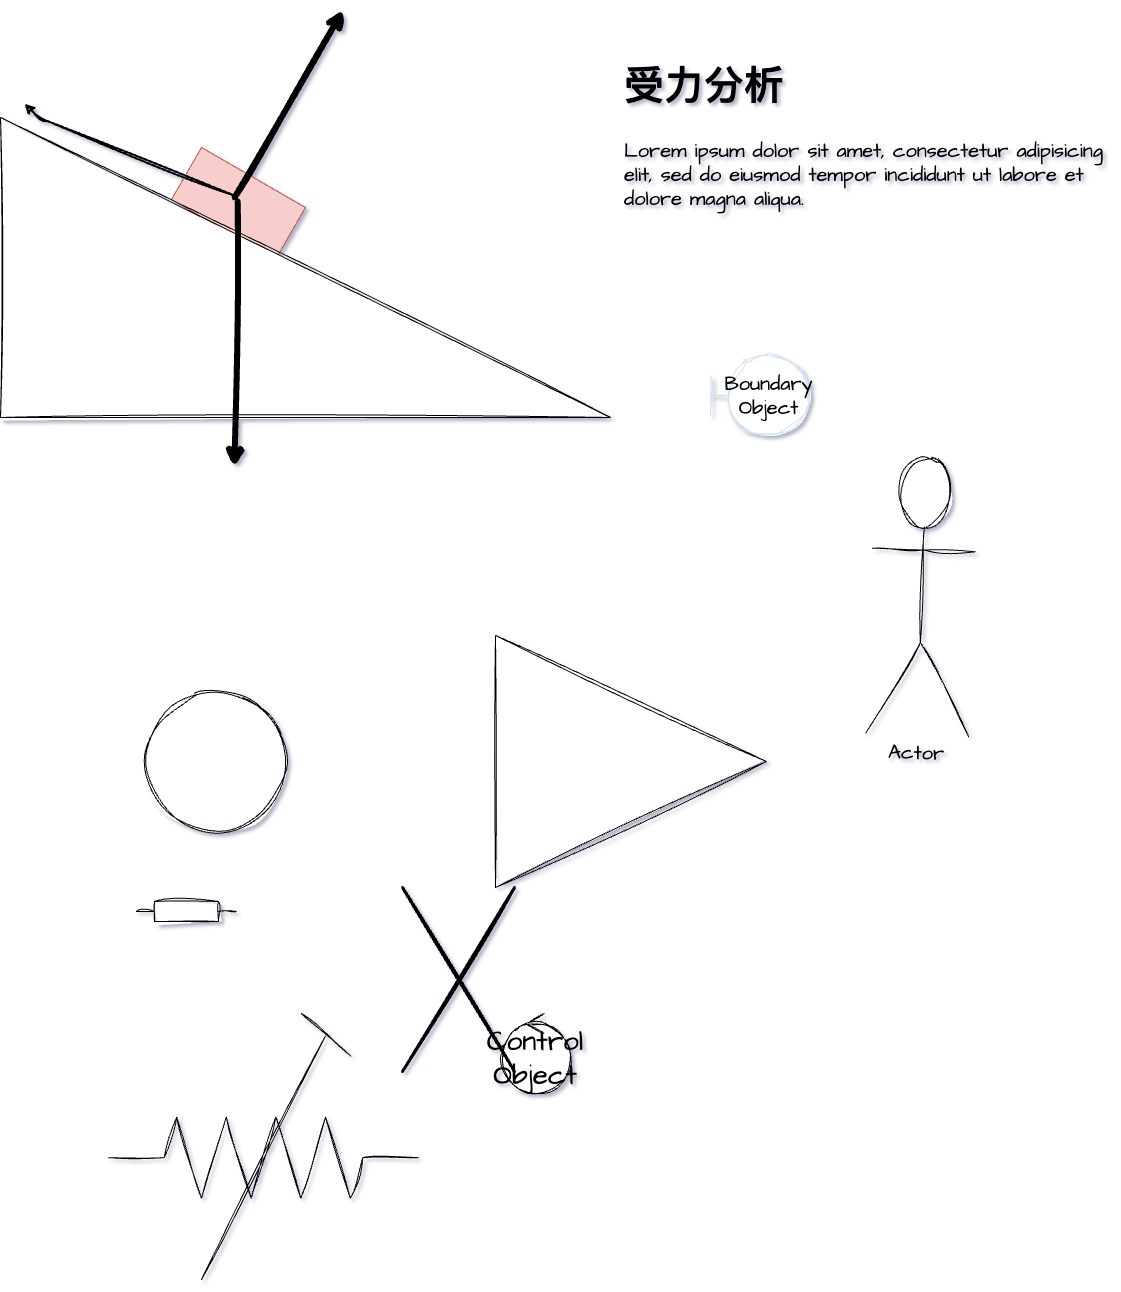 受力分析
Lorem ipsum dolor sit amet, consectetur adipisicing
elit, sed do eiusmod tempor incididunt ut labore et
dolore magna aliqua.
Boundary
Object
Actor
Control
Object